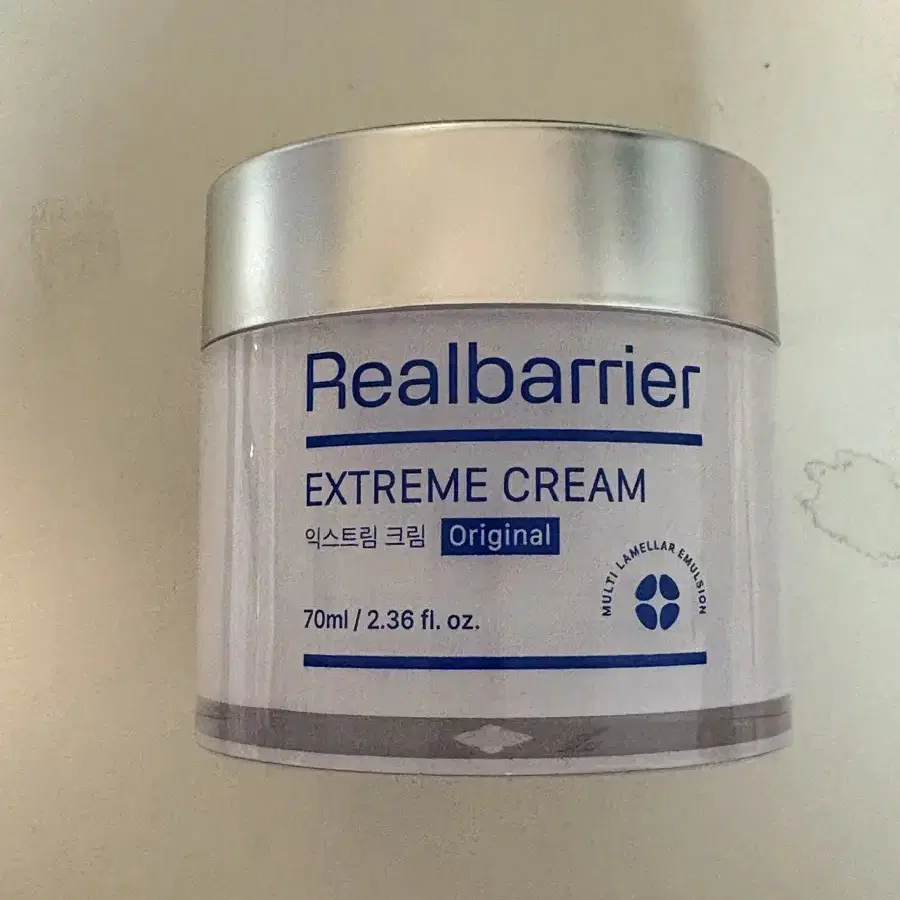 Realbarrier
EXTREME CREAM
익스트림 크림 Original
MULTI LAMELLAR EMULSION
70ml / 2.36 fl. oz.